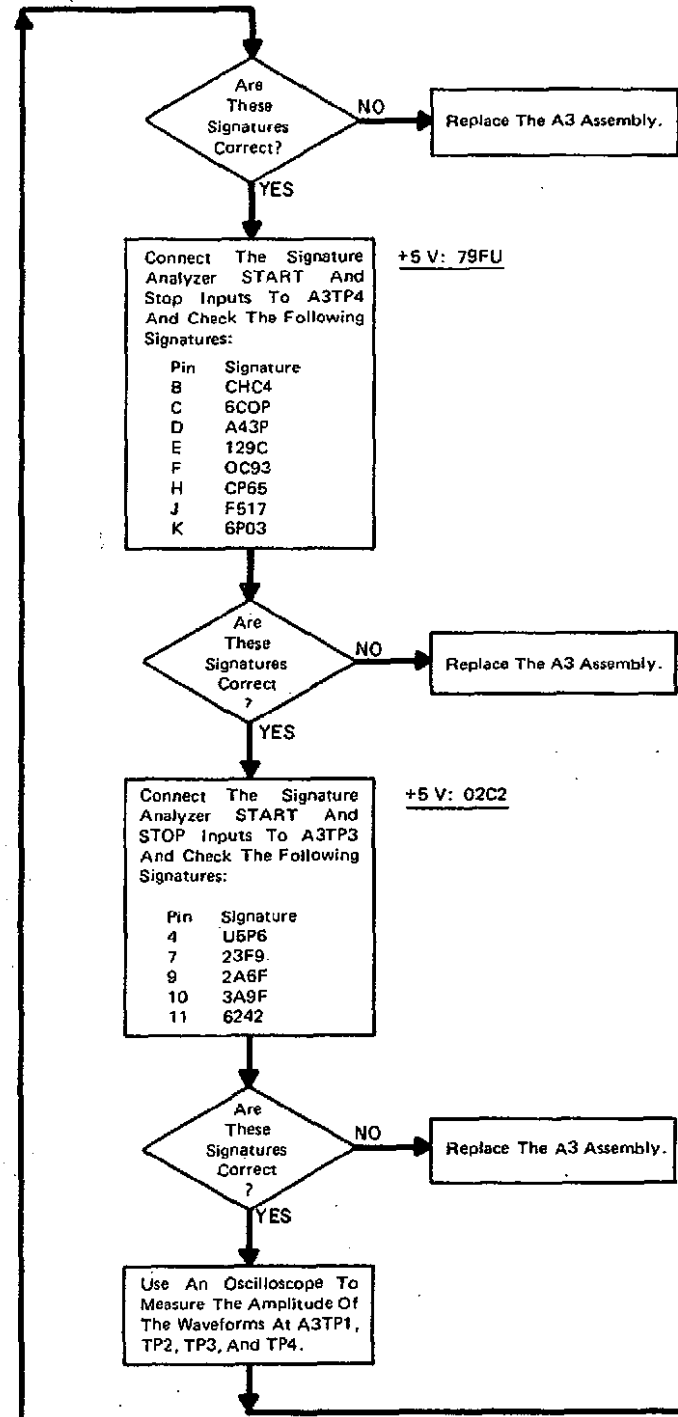 Are
These
Signatures
Correct?
NO
Replace The A3 Assembly.
YES
Connect The Signature
Analyzer START And
Stop Inputs To A3TP4
And Check The Following
Signatures:
+5 V: 79FU
Pin Signature
B CHC4
C 6COP
D A43P
E 129C
F OC93
H CP65
J F517
K 6P03
Are
These
Signatures
Correct
?
NO
Replace The A3 Assembly.
YES
Connect The Signature
Analyzer START And
STOP Inputs To A3TP3
And Check The Following
Signatures:
+5 V: 02C2
Pin Signature
4 U5P6
7 23F9
9 2A6F
10 3A9F
11 6242
Are
These
Signatures
Correct
?
NO
Replace The A3 Assembly.
YES
Use An Oscilloscope To
Measure The Amplitude Of
The Waveforms At A3TP1,
TP2, TP3, And TP4.